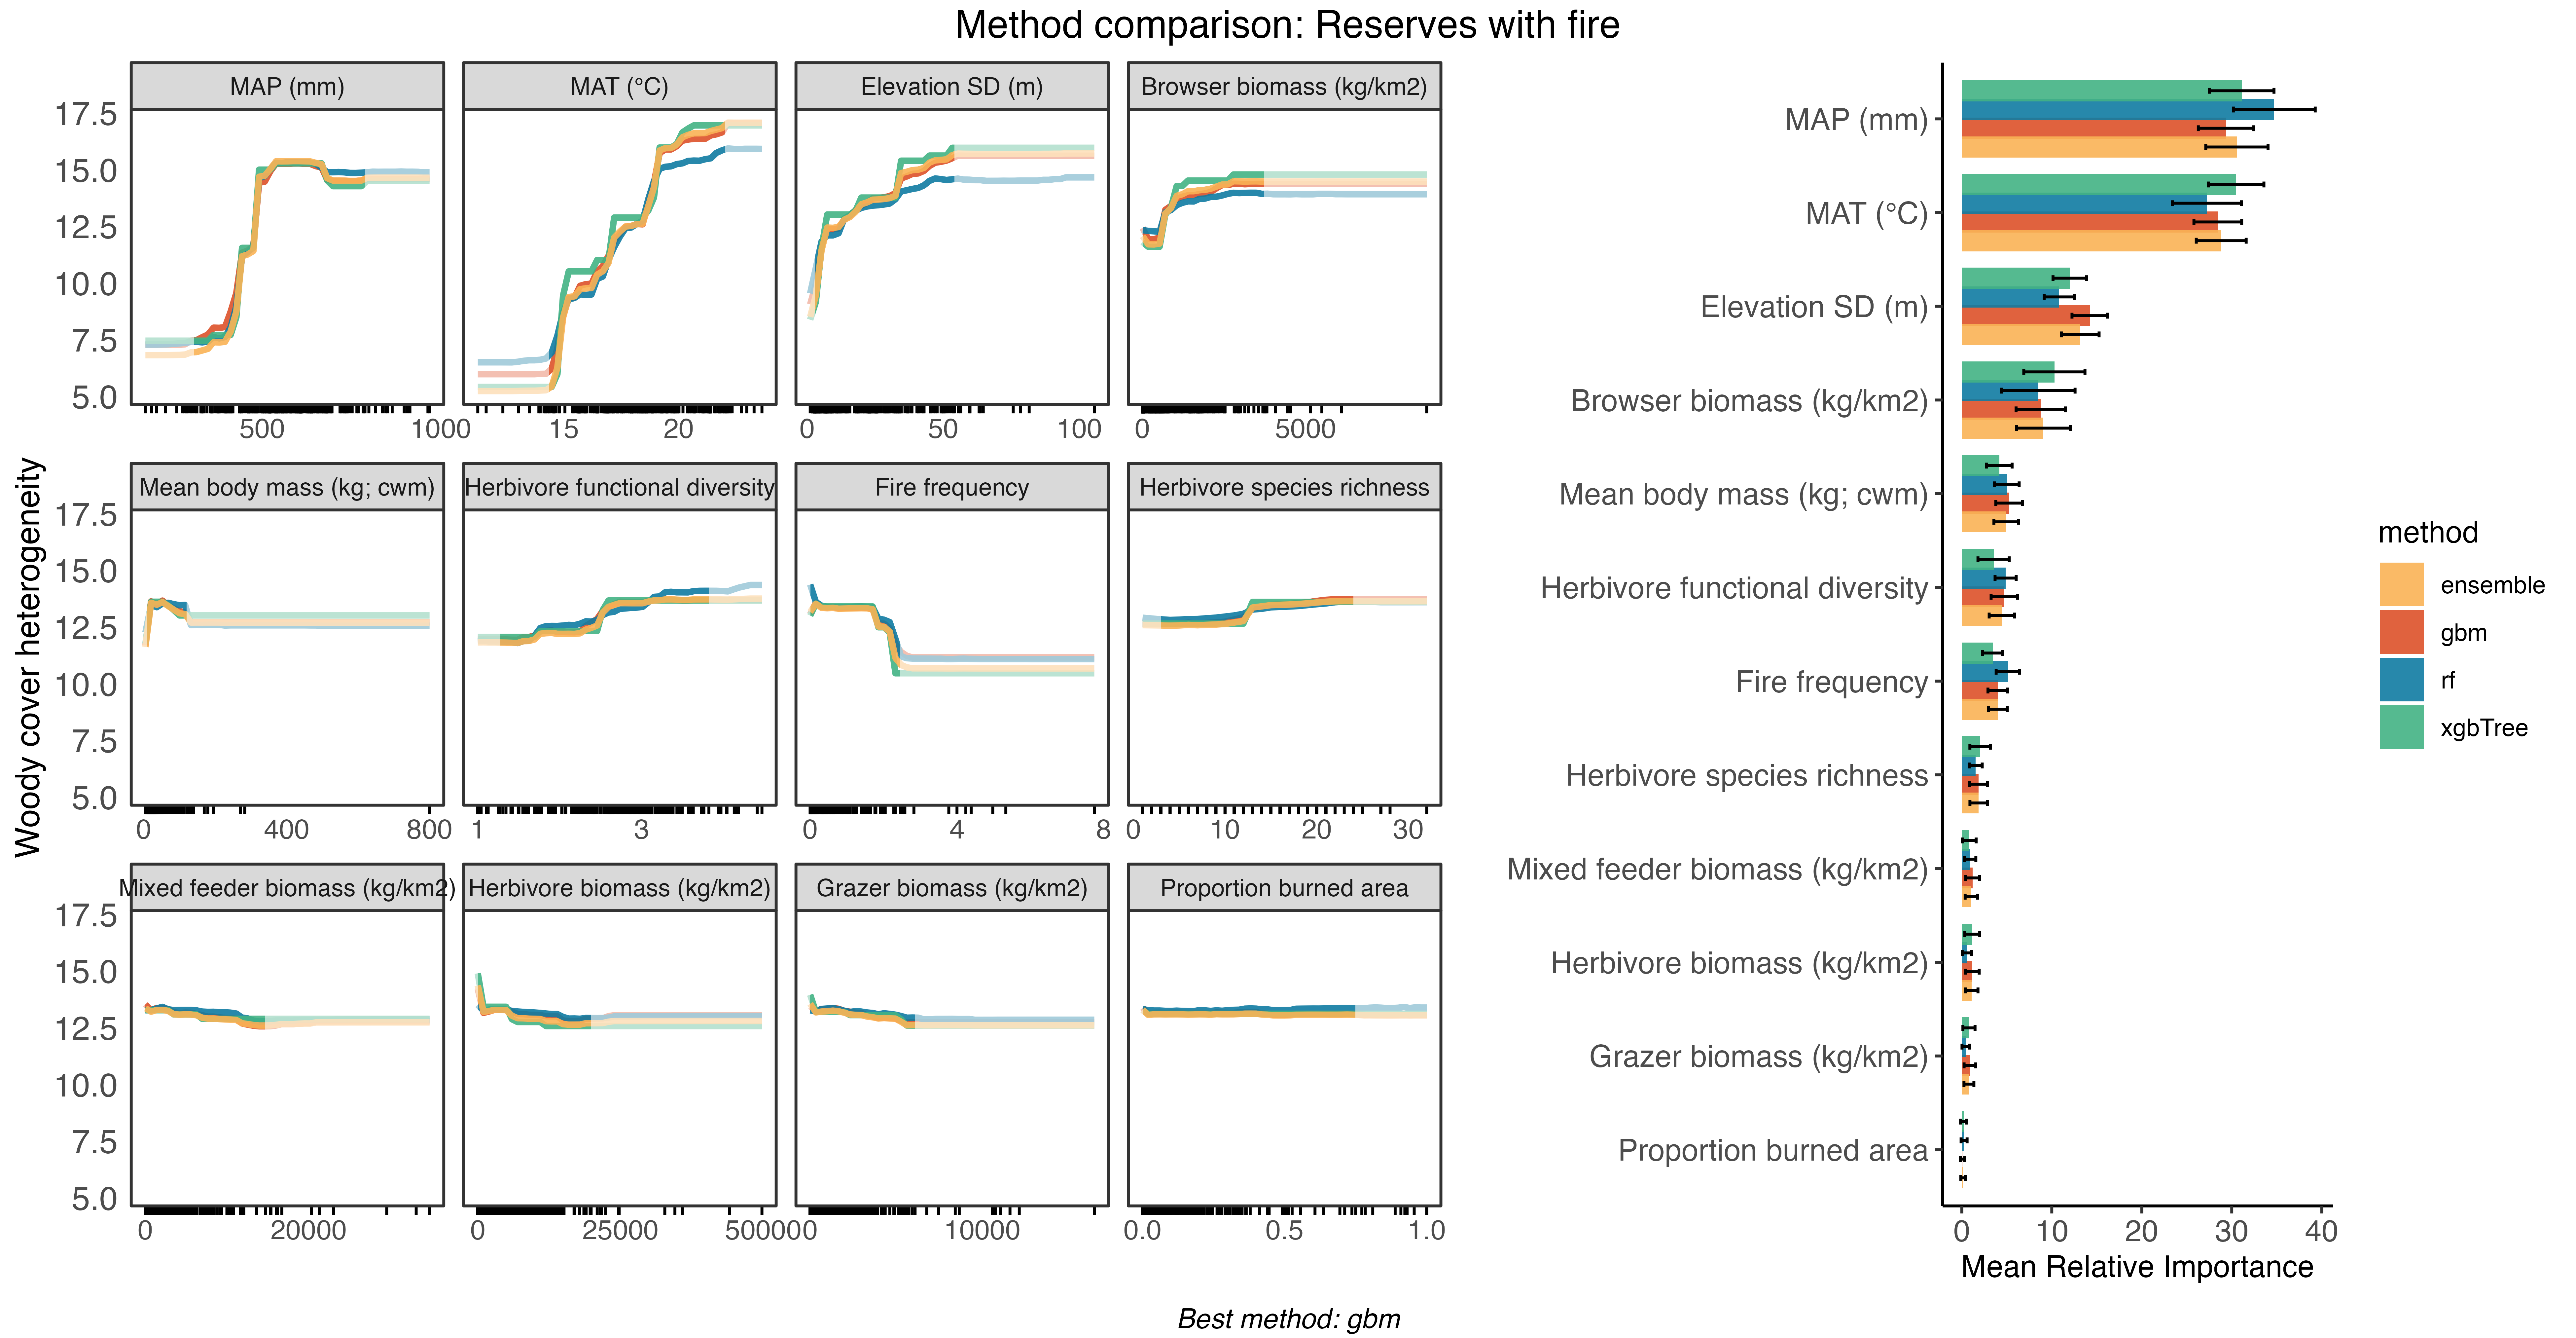 Method comparison: Reserves with fire
Woody cover heterogeneity
MAP (mm)
MAT (°C)
Elevation SD (m)
Browser biomass (kg/km2)
17.5
15.0
12.5
10.0
7.5
5.0
500 1000
15 20
0 50 100
0 5000
Mean body mass (kg; cwm)
Herbivore functional diversity
Fire frequency
Herbivore species richness
17.5
15.0
12.5
10.0
7.5
5.0
0 400 800
1 3
0 4 8
0 10 20 30
Mixed feeder biomass (kg/km2)
Herbivore biomass (kg/km2)
Grazer biomass (kg/km2)
Proportion burned area
17.5
15.0
12.5
10.0
7.5
5.0
0 20000
0 25000 50000
0 10000
0.0 0.5 1.0
MAP (mm)
MAT (°C)
Elevation SD (m)
Browser biomass (kg/km2)
Mean body mass (kg; cwm)
Herbivore functional diversity
Fire frequency
Herbivore species richness
Mixed feeder biomass (kg/km2)
Herbivore biomass (kg/km2)
Grazer biomass (kg/km2)
Proportion burned area
0 10 20 30 40
Mean Relative Importance
method
ensemble
gbm
rf
xgbTree
Best method: gbm